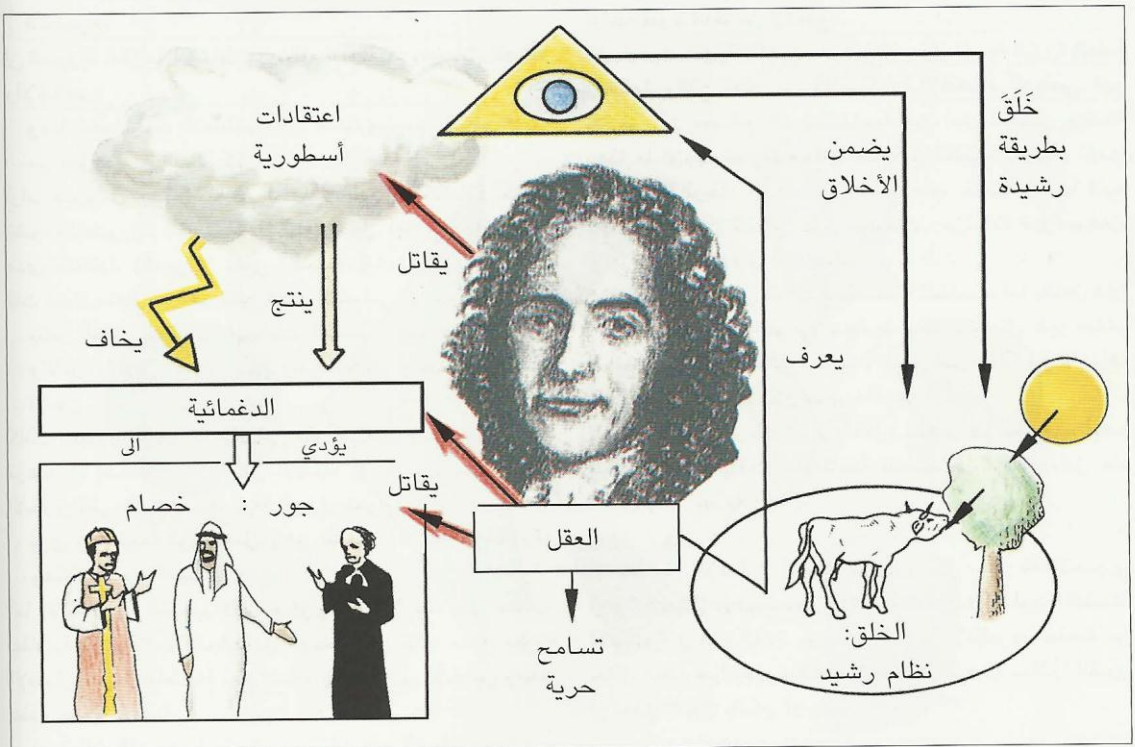 خَلَقَ
بطريقة
رشيدة
يضمن
الأخلاق
اعتقادات
أسطورية
يقاتل
ينتج
يخاف
يعرف
الدغمائية
يؤدي
الى
يقاتل
جور : خصام
العقل
تسامح
حرية
الخلق:
نظام رشيد